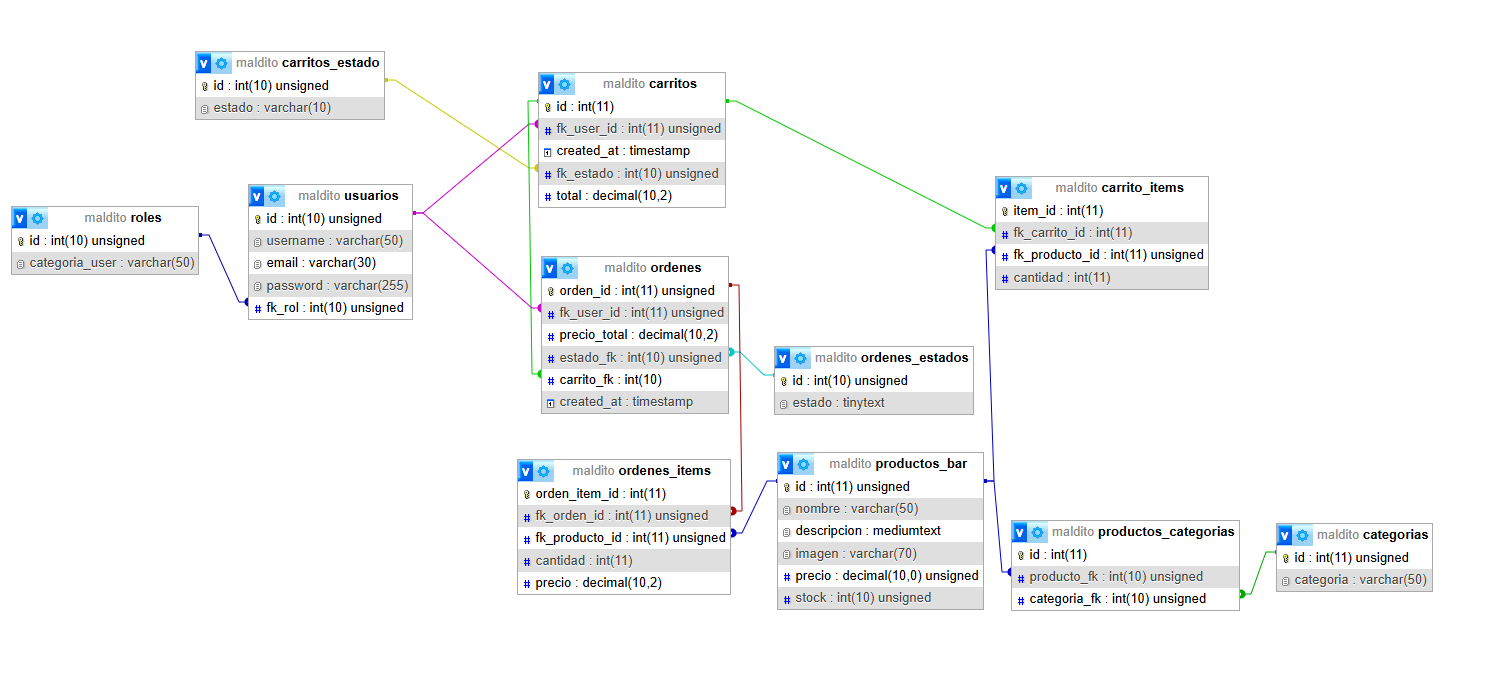 v maldito carritos_estado
id : int(10) unsigned
estado : varchar(10)
v maldito carritos
id : int(11)
# fk_user_id : int(11) unsigned
created_at : timestamp
# fk_estado : int(10) unsigned
# total : decimal(10,2)
v maldito roles
id : int(10) unsigned
categoria_user : varchar(50)
v maldito usuarios
id : int(10) unsigned
username : varchar(50)
email : varchar(30)
password : varchar(255)
# fk_rol : int(10) unsigned
v maldito carrito_items
item_id : int(11)
# fk_carrito_id : int(11)
# fk_producto_id : int(11) unsigned
# cantidad : int(11)
v maldito ordenes
orden_id : int(11) unsigned
# fk_user_id : int(11) unsigned
# precio_total : decimal(10,2)
# estado_fk : int(10) unsigned
# carrito_fk : int(10)
created_at : timestamp
v maldito ordenes_estados
id : int(10) unsigned
estado : tinytext
v maldito ordenes_items
orden_item_id : int(11)
# fk_orden_id : int(11) unsigned
# fk_producto_id : int(11) unsigned
# cantidad : int(11)
# precio : decimal(10,2)
v maldito productos_bar
id : int(11) unsigned
nombre : varchar(50)
descripcion : mediumtext
imagen : varchar(70)
# precio : decimal(10,0) unsigned
# stock : int(10) unsigned
v maldito productos_categorias
id : int(11)
# producto_fk : int(10) unsigned
# categoria_fk : int(10) unsigned
v maldito categorias
id : int(11) unsigned
categoria : varchar(50)